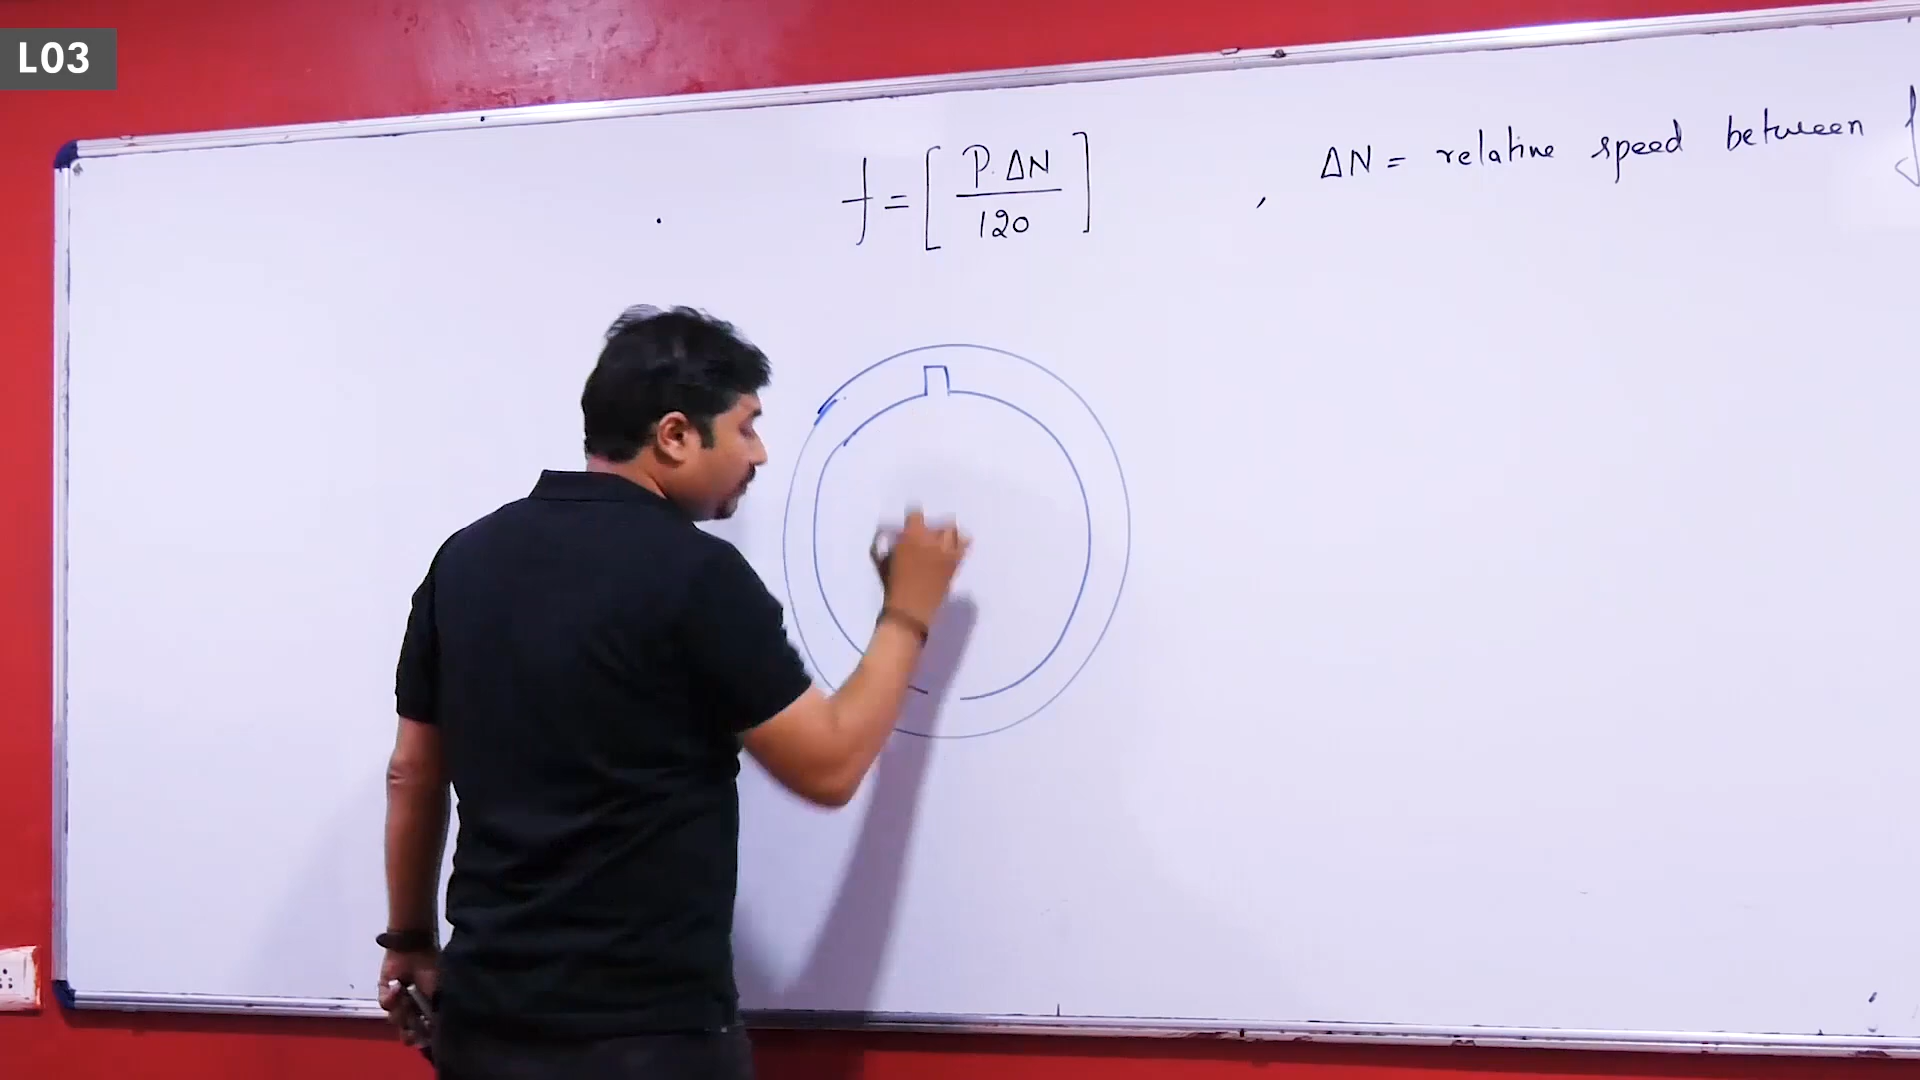 L03
f = [ P. ΔN / 120 ] , ΔN = relative speed between